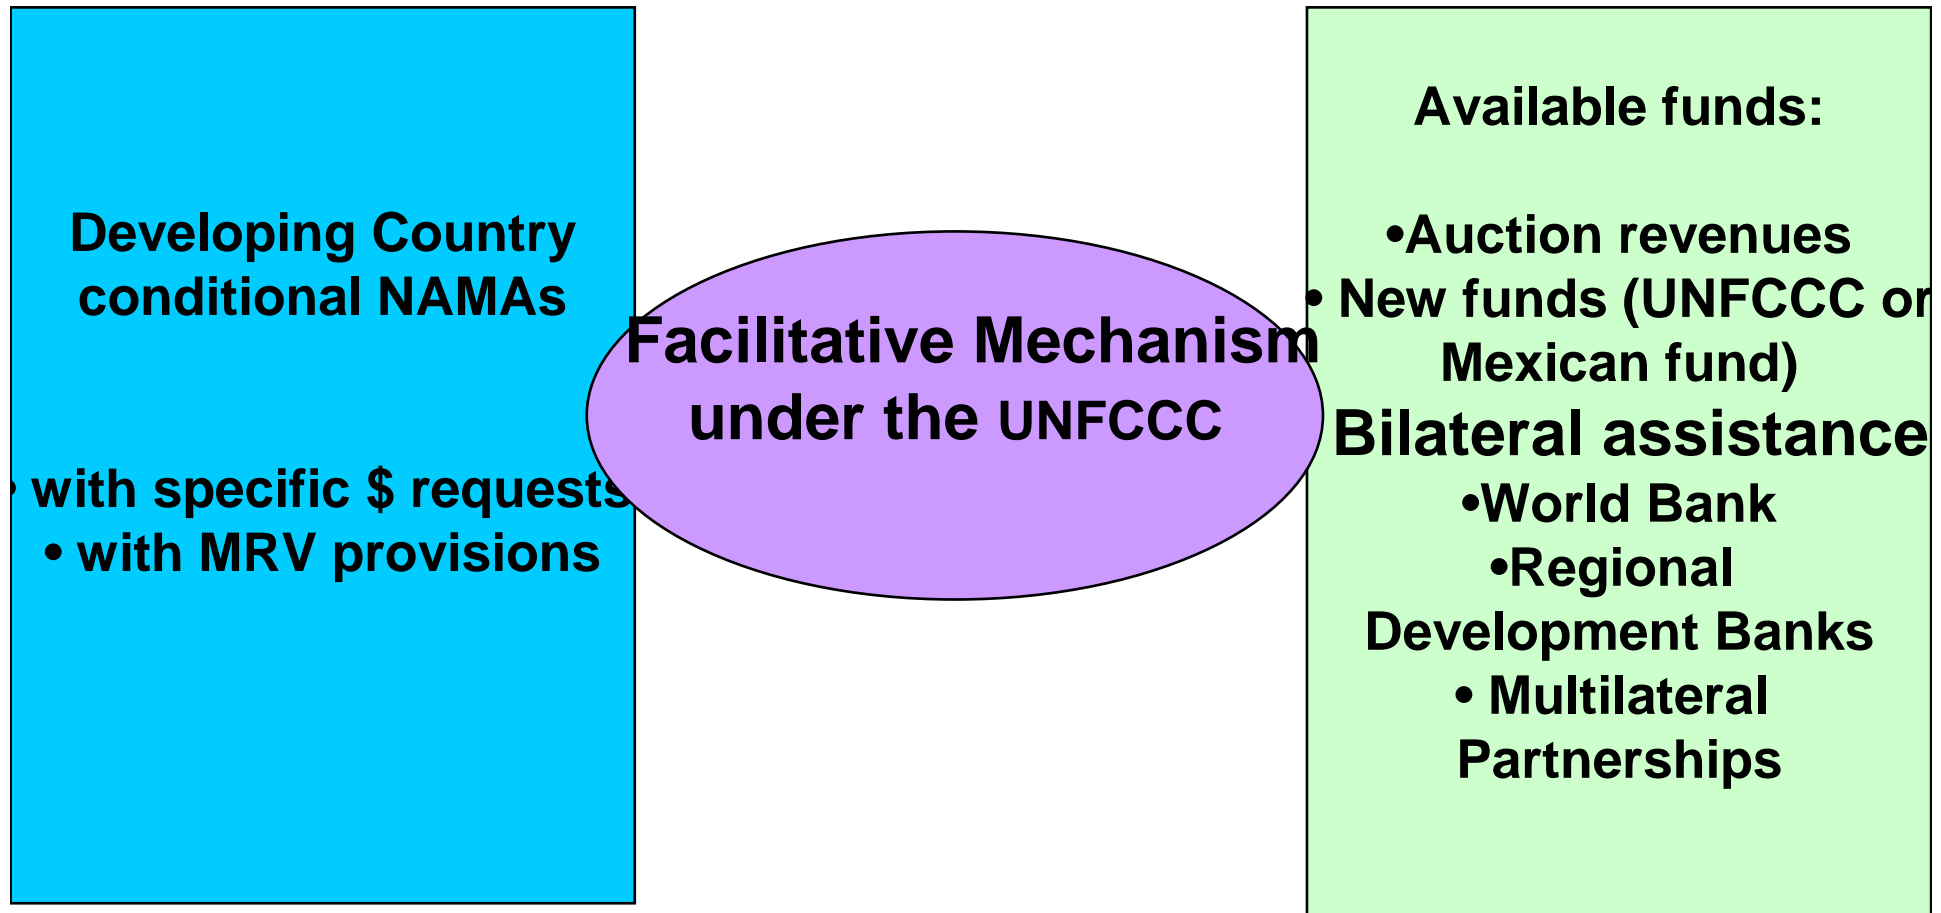 Developing Country
conditional NAMAs
• with specific $ requests
• with MRV provisions
Facilitative Mechanism
under the UNFCCC
Available funds:
•Auction revenues
• New funds (UNFCCC or
Mexican fund)
Bilateral assistance
•World Bank
•Regional
Development Banks
• Multilateral
Partnerships